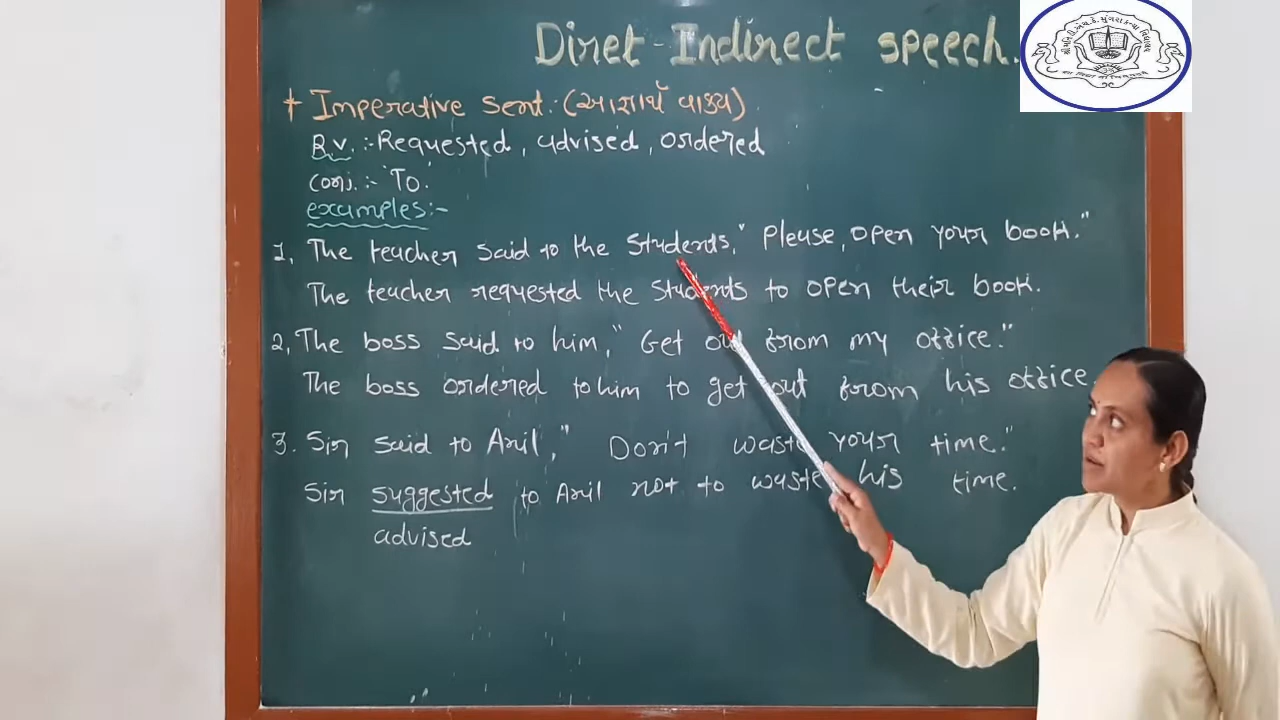 Diret-Indirect speech.
+ Imperative sent. (આજ્ઞાર્થ વાક્ય)
R.V. :- Requested, advised, ordered
conj. :- 'To.'
examples:-
1. The teacher said to the students," Please, open your book."
The teacher requested the students to open their book.
2. The boss said to him," Get out from my office."
The boss ordered to him to get out from his office.
3. Sir said to Anil," Don't waste your time."
Sir suggested to Anil not to waste his time.
advised